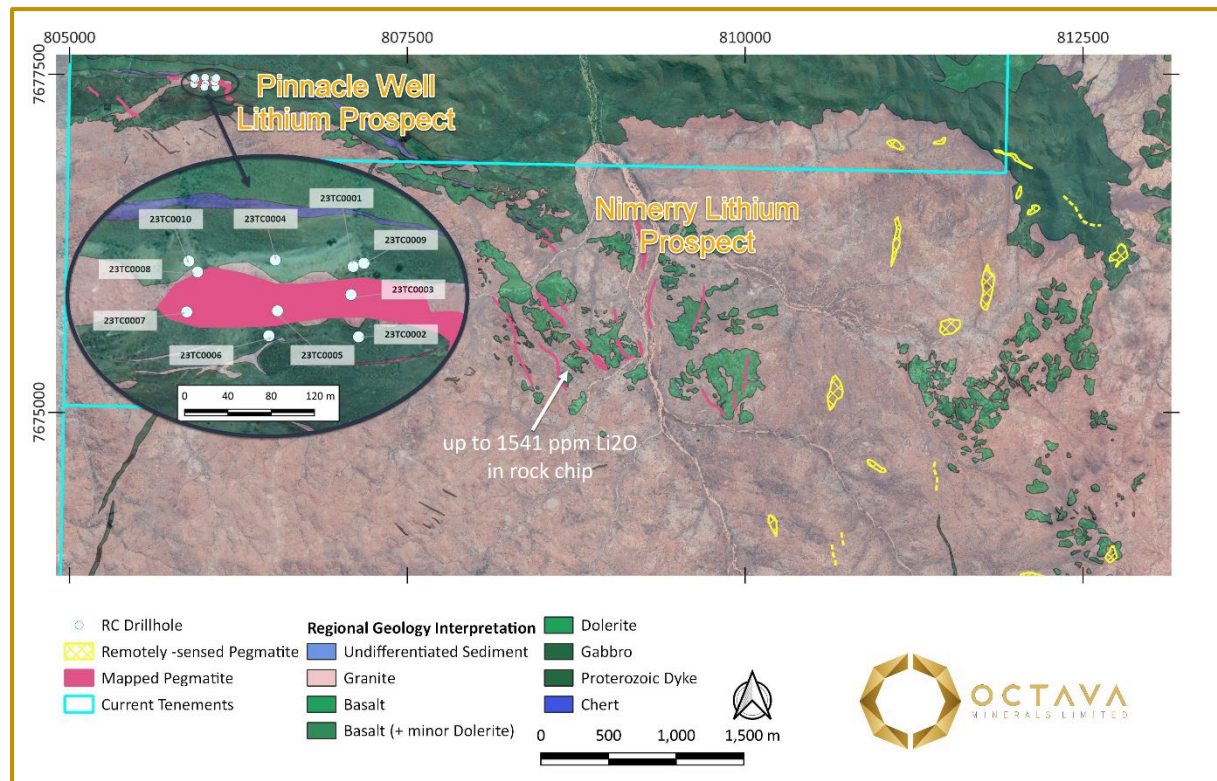 805000
807500
810000
812500
7677500
7675000
Pinnacle Well
Lithium Prospect
Nimerry Lithium
Prospect
23TC0001
23TC0010
23TC0004
23TC0009
23TC0008
23TC0003
23TC0007
23TC0002
23TC0006
23TC0005
0 40 80 120 m
up to 1541 ppm Li2O
in rock chip
RC Drillhole
Remotely -sensed Pegmatite
Mapped Pegmatite
Current Tenements
Regional Geology Interpretation
Undifferentiated Sediment
Granite
Basalt
Basalt (+ minor Dolerite)
Dolerite
Gabbro
Proterozoic Dyke
Chert
0 500 1,000 1,500 m
OCTAVA
MINERALS LIMITED